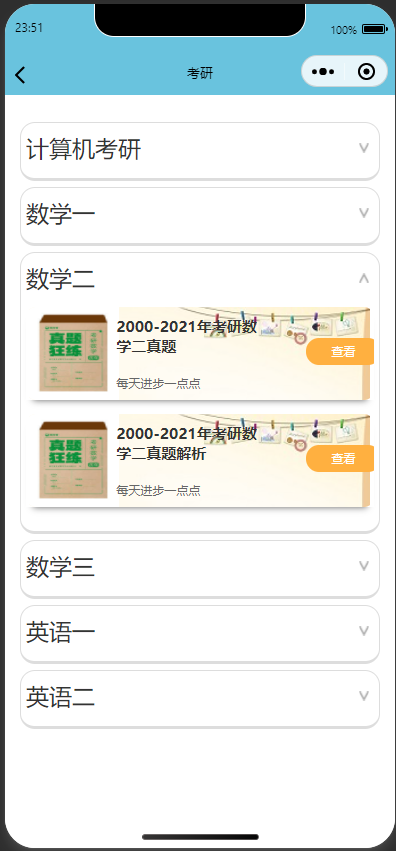 23:51
100%
考研
计算机考研
数学一
数学二
真题
狂练
2000-2021年考研数
学二真题
查看
每天进步一点点
真题
狂练
2000-2021年考研数
学二真题解析
查看
每天进步一点点
数学三
英语一
英语二